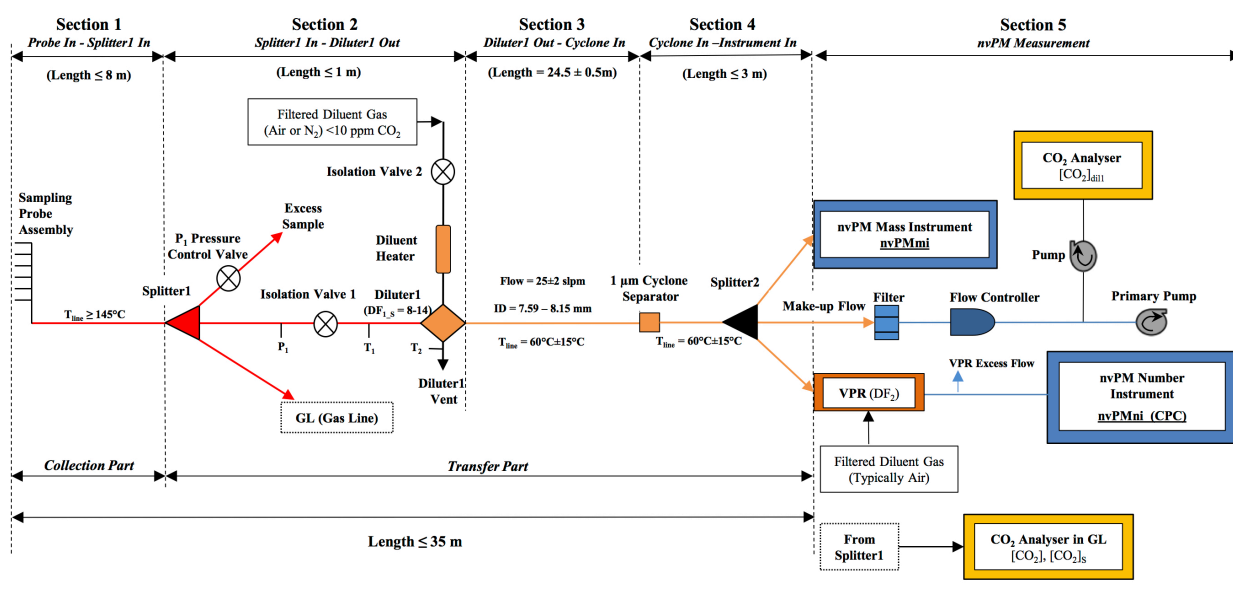 Section 1
Probe In - Splitter1 In
(Length ≤ 8 m)
Section 2
Splitter1 In - Diluter1 Out
(Length ≤ 1 m)
Section 3
Diluter1 Out - Cyclone In
(Length = 24.5 ± 0.5m)
Section 4
Cyclone In –Instrument In
(Length ≤ 3 m)
Section 5
nvPM Measurement
Filtered Diluent Gas
(Air or N₂) <10 ppm CO₂
Isolation Valve 2
Sampling
Probe
Assembly
Excess
Sample
P₁ Pressure
Control Valve
Diluent
Heater
Splitter1
Isolation Valve 1
Diluter1
(DF₁_S = 8-14)
T_line ≥ 145°C
P₁
T₁
T₂
Diluter1
Vent
GL (Gas Line)
Flow = 25±2 slpm
ID = 7.59 – 8.15 mm
T_line = 60°C±15°C
1 µm Cyclone
Separator
T_line = 60°C±15°C
Splitter2
CO₂ Analyser
[CO₂]dil1
nvPM Mass Instrument
nvPMmi
Pump
Make-up Flow
Filter
Flow Controller
Primary Pump
VPR Excess Flow
VPR (DF₂)
nvPM Number
Instrument
nvPMni (CPC)
Filtered Diluent Gas
(Typically Air)
Collection Part
Transfer Part
Length ≤ 35 m
From
Splitter1
CO₂ Analyser in GL
[CO₂], [CO₂]S